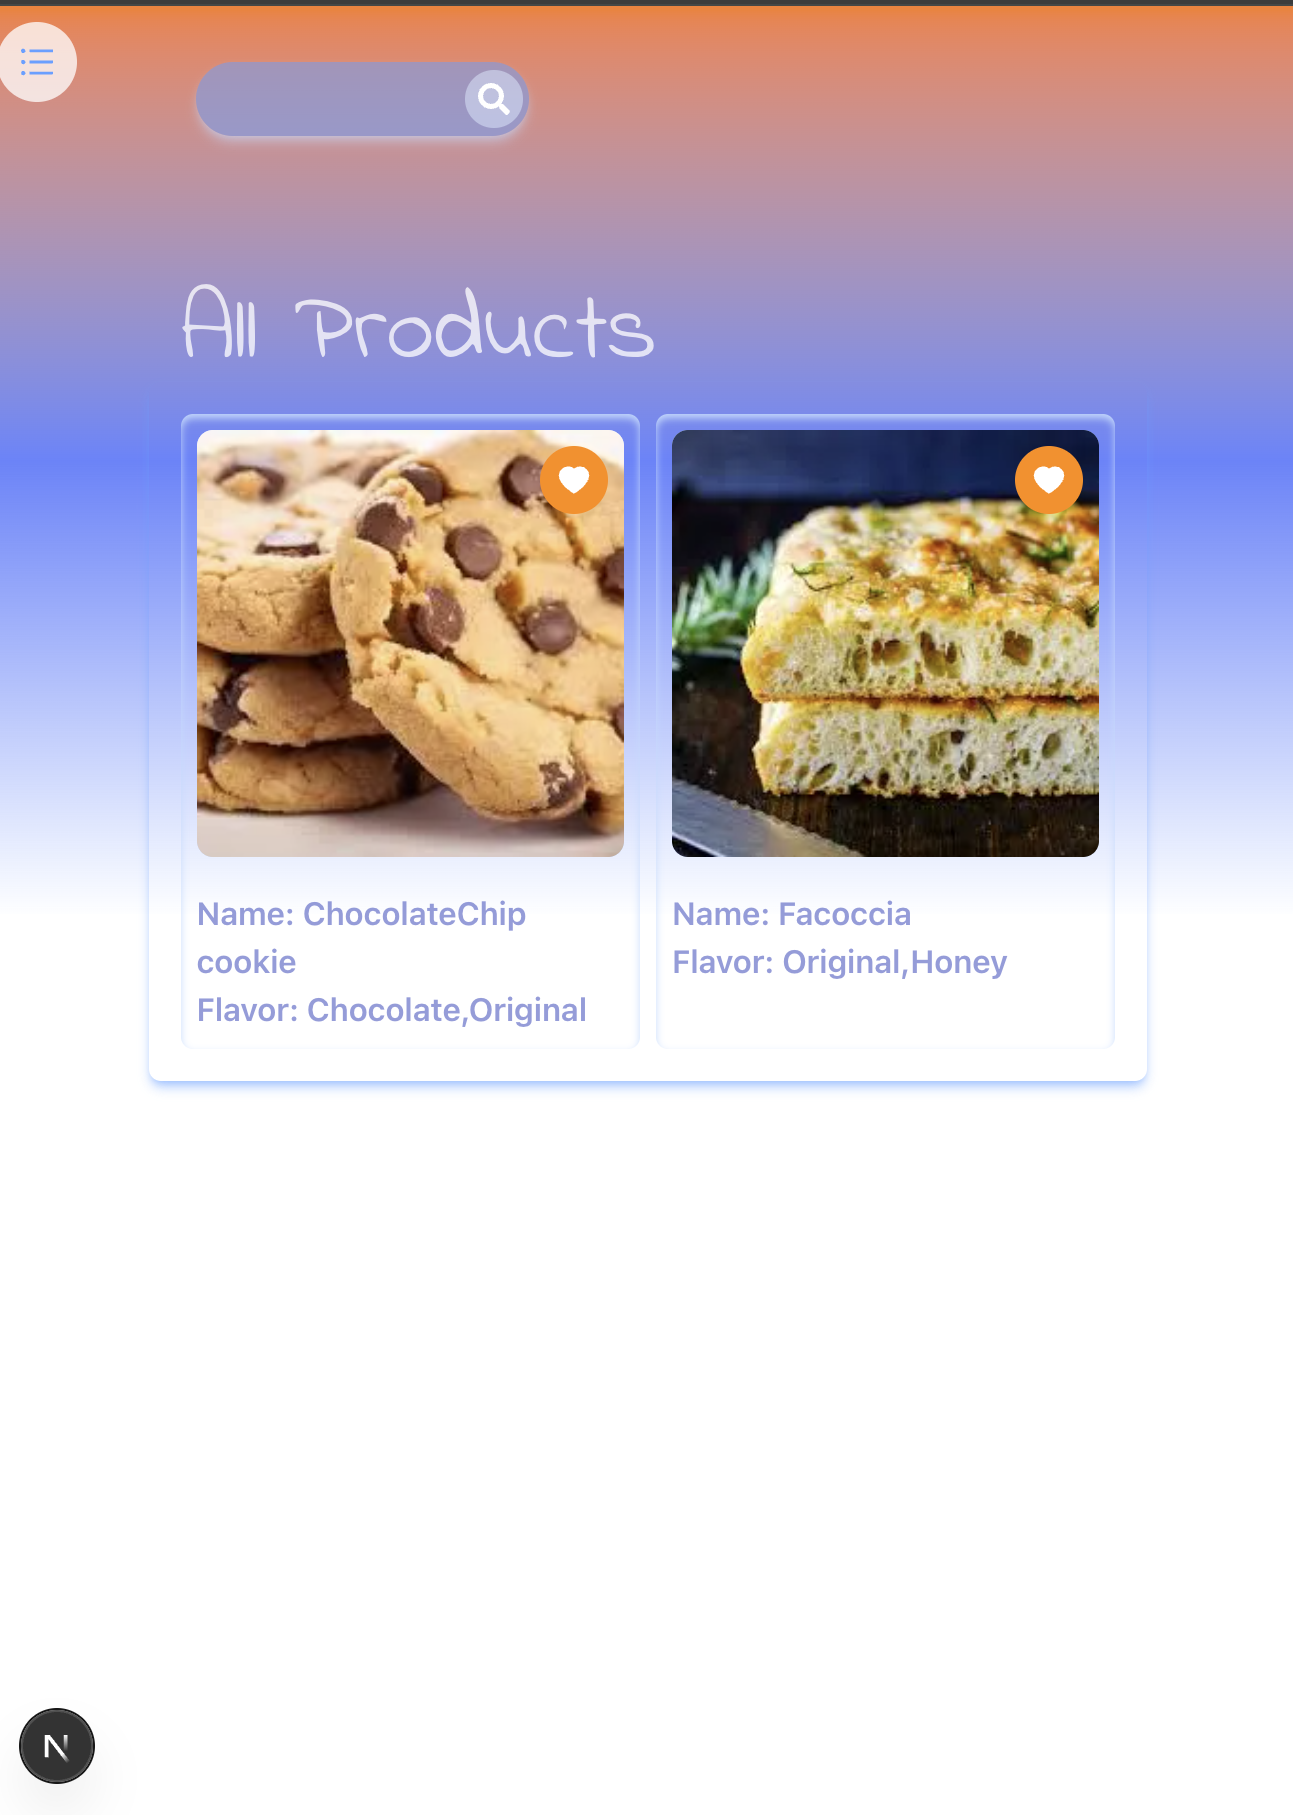 All Products
Name: ChocolateChip
cookie
Flavor: Chocolate,Original
Name: Facoccia
Flavor: Original,Honey
N